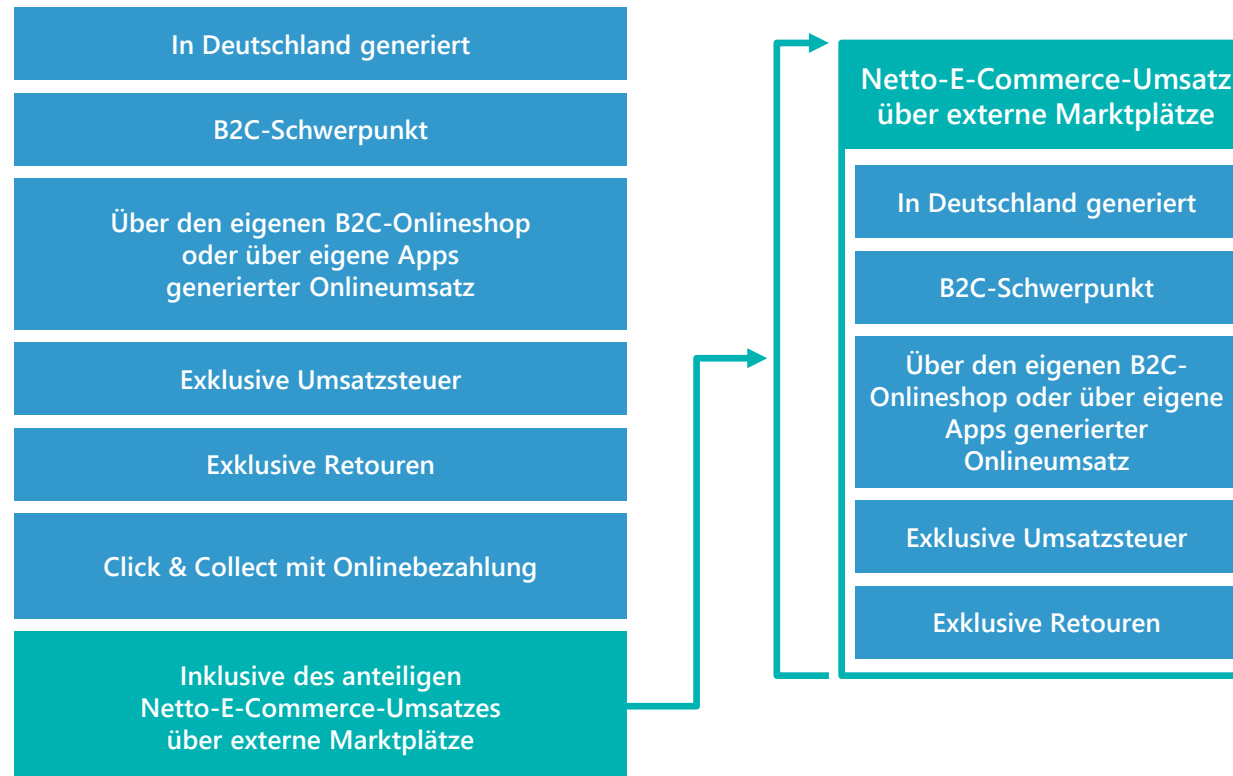 In Deutschland generiert
B2C-Schwerpunkt
Über den eigenen B2C-Onlineshop
oder über eigene Apps
generierter Onlineumsatz
Exklusive Umsatzsteuer
Exklusive Retouren
Click & Collect mit Onlinebezahlung
Inklusive des anteiligen
Netto-E-Commerce-Umsatzes
über externe Marktplätze
Netto-E-Commerce-Umsatz
über externe Marktplätze
In Deutschland generiert
B2C-Schwerpunkt
Über den eigenen B2C-
Onlineshop oder über eigene
Apps generierter
Onlineumsatz
Exklusive Umsatzsteuer
Exklusive Retouren